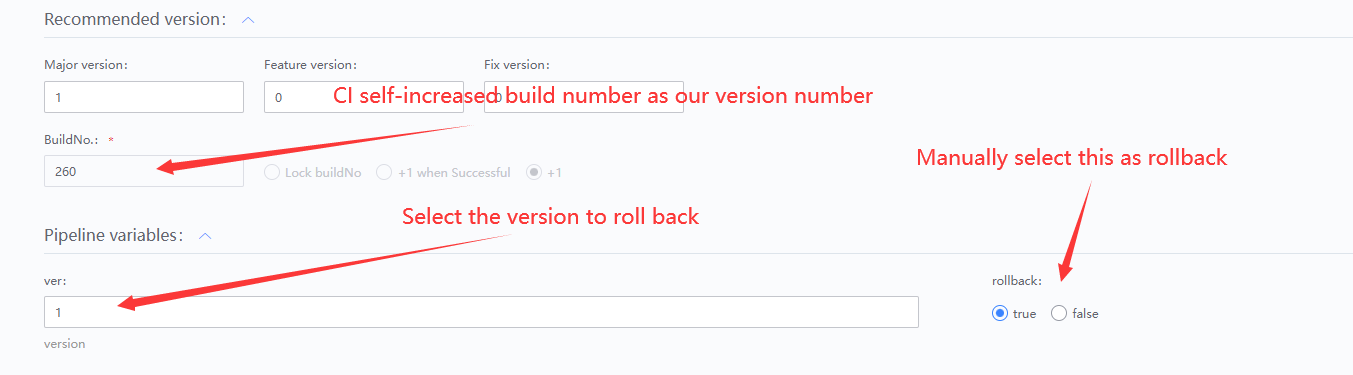 Recommended version:
Major version: Feature version: Fix version:
1 0 0
CI self-increased build number as our version number
BuildNo.: *
260 Lock buildNo +1 when Successful +1
Manually select this as rollback
Select the version to roll back
Pipeline variables:
ver: rollback:
1 true false
version